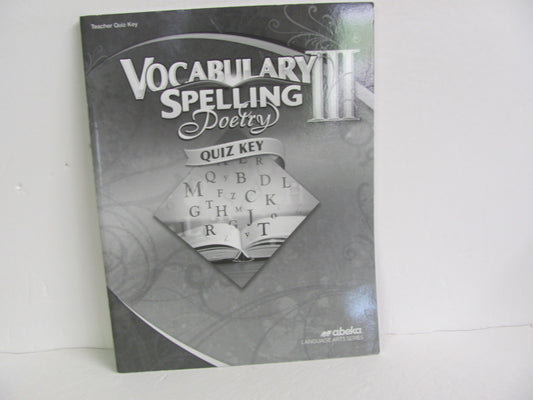 Teacher Quiz Key
VOCABULARY III
SPELLING
Poetry
QUIZ KEY
E R
Q Y B D
M F Z C L
G T H K
M J O
R G V T
abeka
LANGUAGE ARTS SERIES